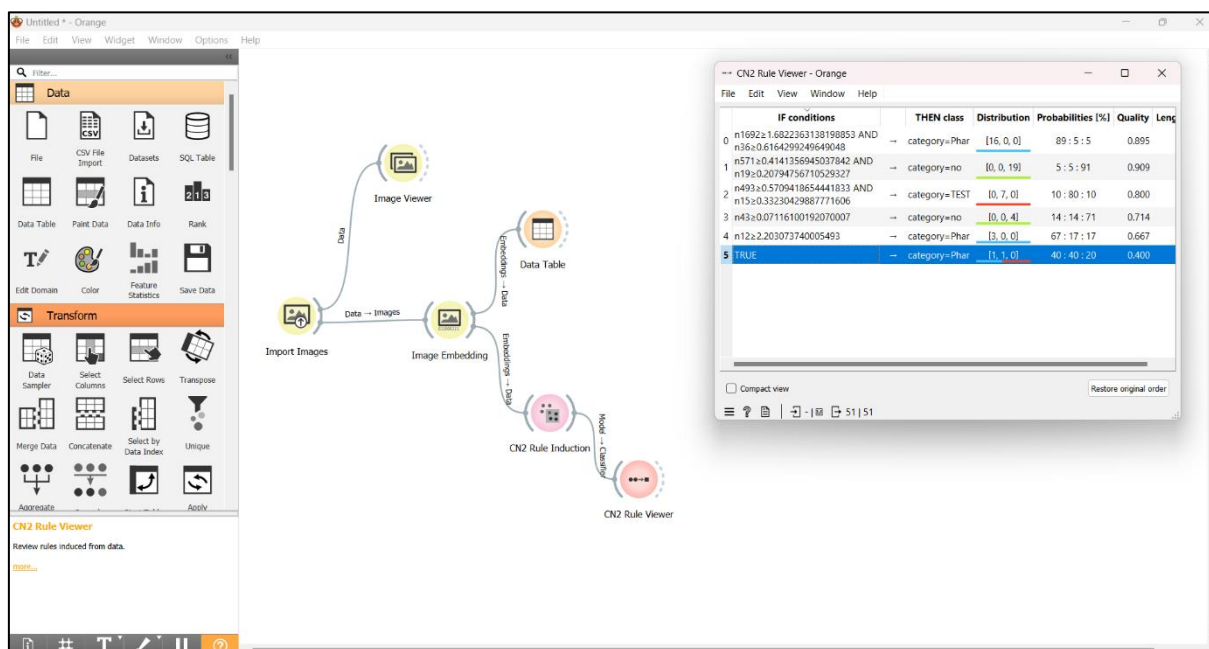 Untitled * - Orange
File Edit View Widget Window Options Help
Filter...
Data
File
CSV File Import
Datasets
SQL Table
Data Table
Paint Data
Data Info
Rank
Edit Domain
Color
Feature Statistics
Save Data
Transform
Data Sampler
Select Columns
Select Rows
Transpose
Merge Data
Concatenate
Select by Data Index
Unique
Aggregate
Apply
CN2 Rule Viewer
Review rules induced from data.
more...
Image Viewer
Data
Data Table
Embeddings → Data
Data → Images
Import Images
Image Embedding
Embeddings → Data
CN2 Rule Induction
Model → Classifier
CN2 Rule Viewer
CN2 Rule Viewer - Orange
File Edit View Window Help
IF conditions THEN class Distribution Probabilities [%] Quality Leng
0 n1692≥1.6822363138198853 AND n36≥0.6164299249649048 → category=Phar [16, 0, 0] 89 : 5 : 5 0.895
1 n571≥0.4141356945037842 AND n19≥0.20794756710529327 → category=no [0, 0, 19] 5 : 5 : 91 0.909
2 n493≥0.5709418654441833 AND n15≥0.33230429887771606 → category=TEST [0, 7, 0] 10 : 80 : 10 0.800
3 n43≥0.07116100192070007 → category=no [0, 0, 4] 14 : 14 : 71 0.714
4 n12≥2.203073740005493 → category=Phar [3, 0, 0] 67 : 17 : 17 0.667
5 TRUE → category=Phar [1, 1, 0] 40 : 40 : 20 0.400
Compact view
Restore original order
51 | 51